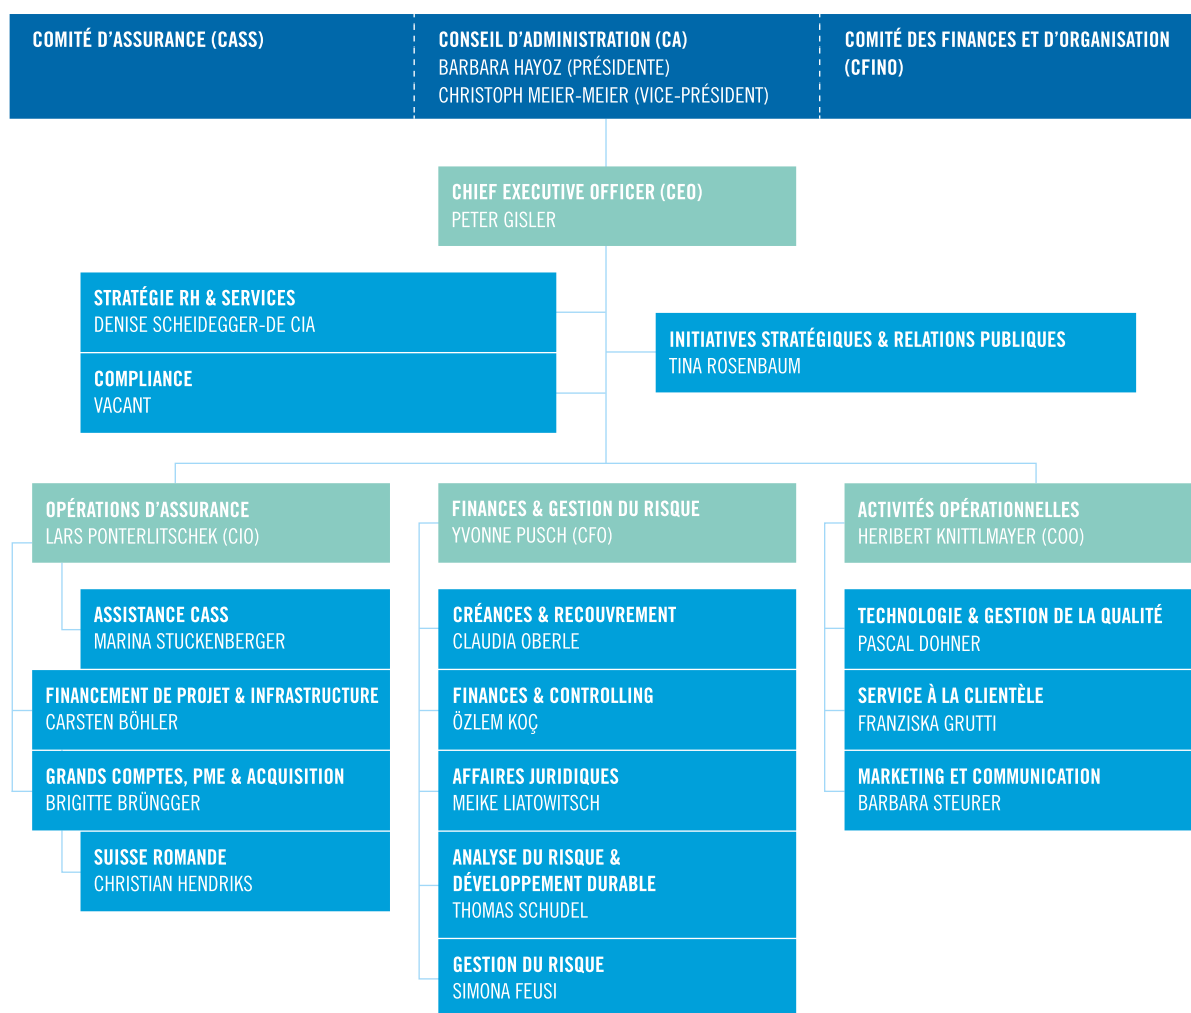 COMITÉ D'ASSURANCE (CASS)
CONSEIL D'ADMINISTRATION (CA)
BARBARA HAYOZ (PRÉSIDENTE)
CHRISTOPH MEIER-MEIER (VICE-PRÉSIDENT)
COMITÉ DES FINANCES ET D'ORGANISATION
(CFINO)
CHIEF EXECUTIVE OFFICER (CEO)
PETER GISLER
STRATÉGIE RH & SERVICES
DENISE SCHEIDEGGER-DE CIA
COMPLIANCE
VACANT
INITIATIVES STRATÉGIQUES & RELATIONS PUBLIQUES
TINA ROSENBAUM
OPÉRATIONS D'ASSURANCE
LARS PONTERLITSCHEK (CIO)
ASSISTANCE CASS
MARINA STUCKENBERGER
FINANCEMENT DE PROJET & INFRASTRUCTURE
CARSTEN BÖHLER
GRANDS COMPTES, PME & ACQUISITION
BRIGITTE BRÜNGGER
SUISSE ROMANDE
CHRISTIAN HENDRIKS
FINANCES & GESTION DU RISQUE
YVONNE PUSCH (CFO)
CRÉANCES & RECOUVREMENT
CLAUDIA OBERLE
FINANCES & CONTROLLING
ÖZLEM KOÇ
AFFAIRES JURIDIQUES
MEIKE LIATOWITSCH
ANALYSE DU RISQUE &
DÉVELOPPEMENT DURABLE
THOMAS SCHUDEL
GESTION DU RISQUE
SIMONA FEUSI
ACTIVITÉS OPÉRATIONNELLES
HERIBERT KNITTLMAYER (COO)
TECHNOLOGIE & GESTION DE LA QUALITÉ
PASCAL DOHNER
SERVICE À LA CLIENTÈLE
FRANZISKA GRUTTI
MARKETING ET COMMUNICATION
BARBARA STEURER